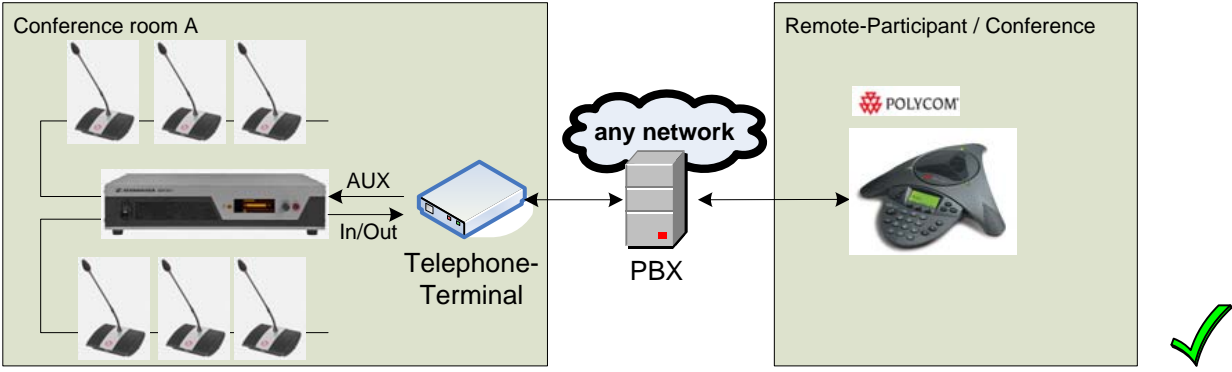 Conference room A
Remote-Participant / Conference
POLYCOM
any network
AUX
In/Out
Telephone-
Terminal
PBX